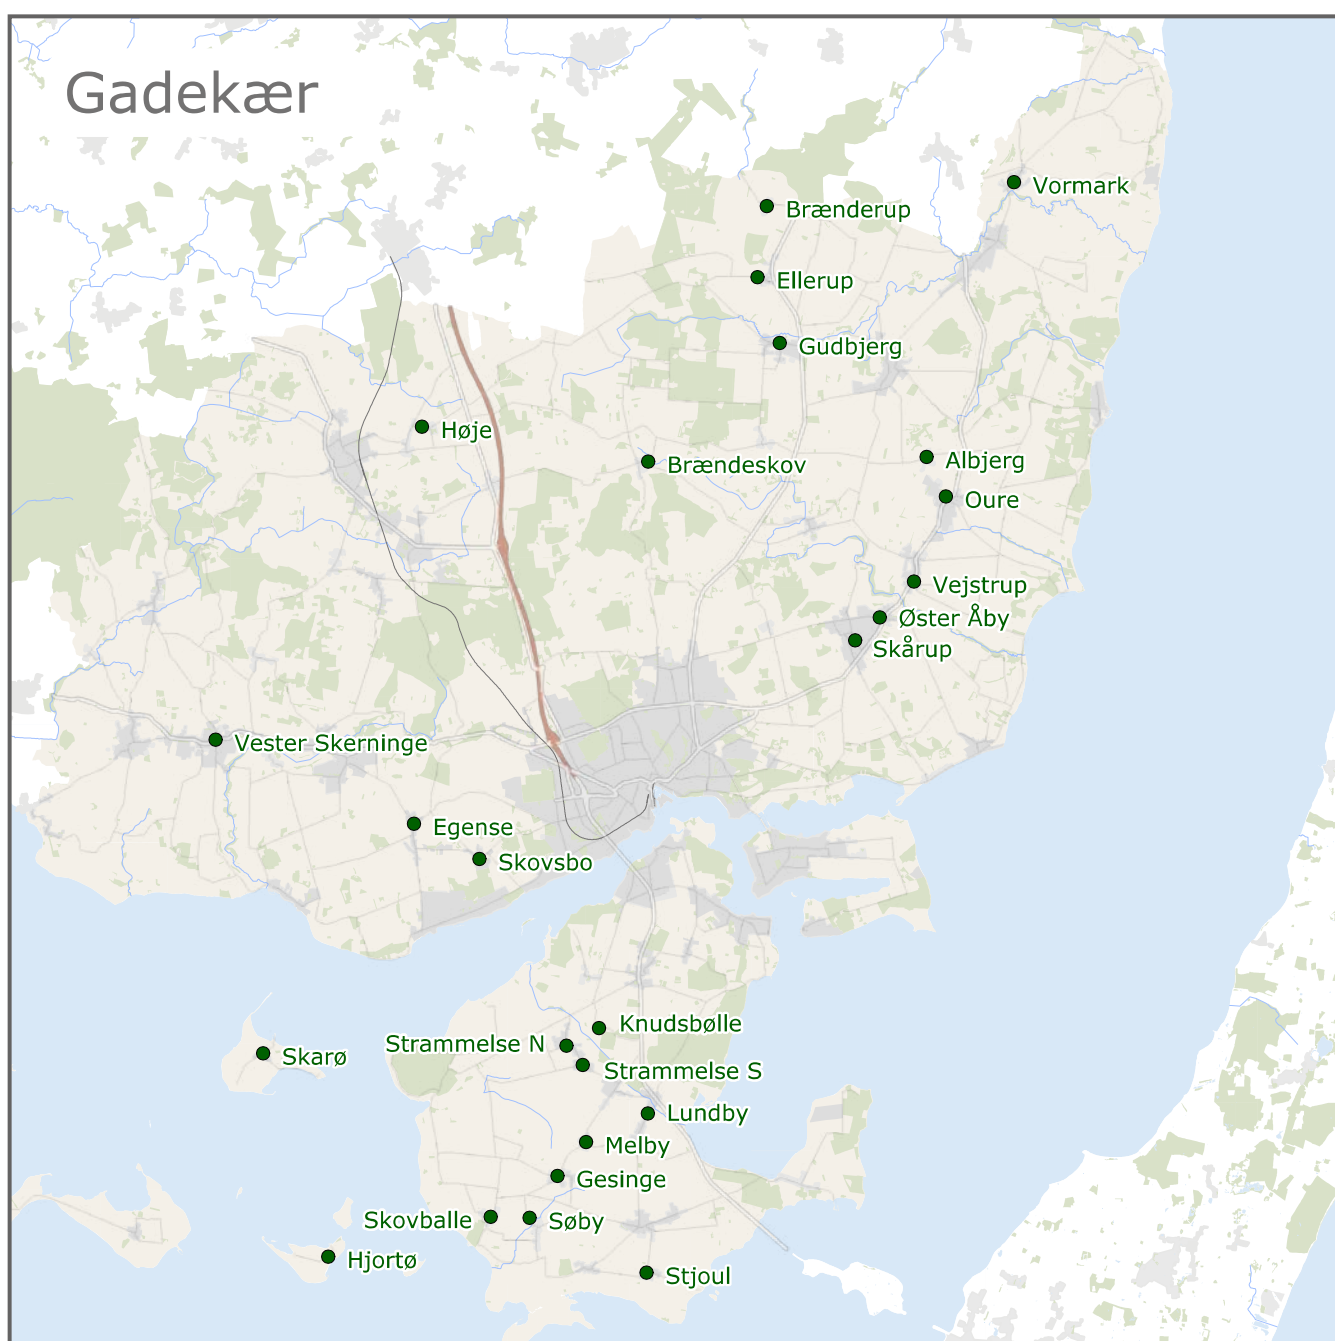 Gadekær
Vormark
Brænderup
Ellerup
Gudbjerg
Høje
Brændeskov
Albjerg
Oure
Vejstrup
Øster Åby
Skårup
Vester Skerninge
Egense
Skovsbo
Knudsbølle
Strammelse N
Skarø
Strammelse S
Lundby
Melby
Gesinge
Skovballe
Søby
Hjortø
Stjoul